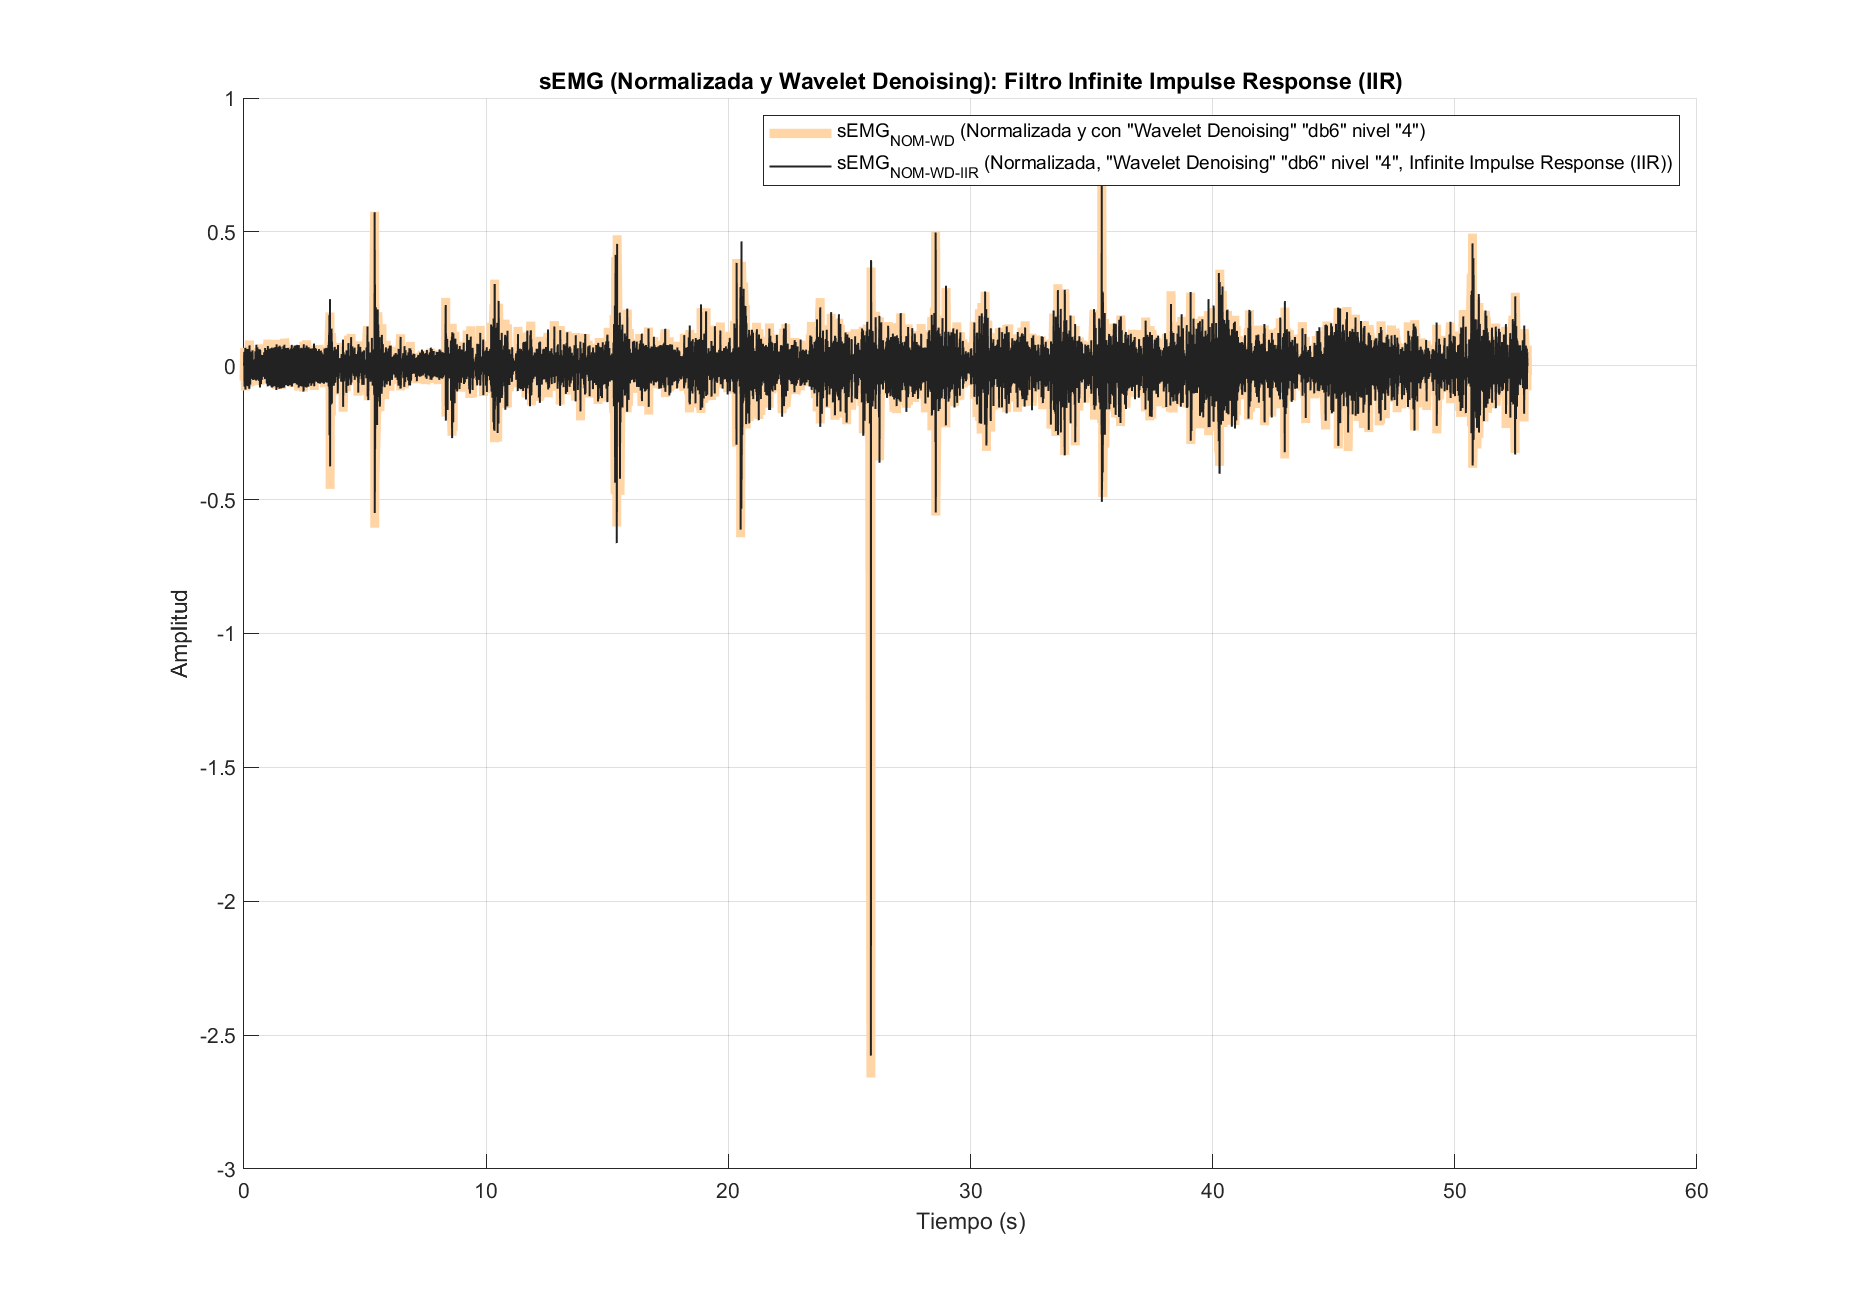 sEMG (Normalizada y Wavelet Denoising): Filtro Infinite Impulse Response (IIR)
sEMG_NOM-WD (Normalizada y con "Wavelet Denoising" "db6" nivel "4")
sEMG_NOM-WD-IIR (Normalizada, "Wavelet Denoising" "db6" nivel "4", Infinite Impulse Response (IIR))
1
0.5
0
-0.5
-1
-1.5
-2
-2.5
-3
Amplitud
0 10 20 30 40 50 60
Tiempo (s)